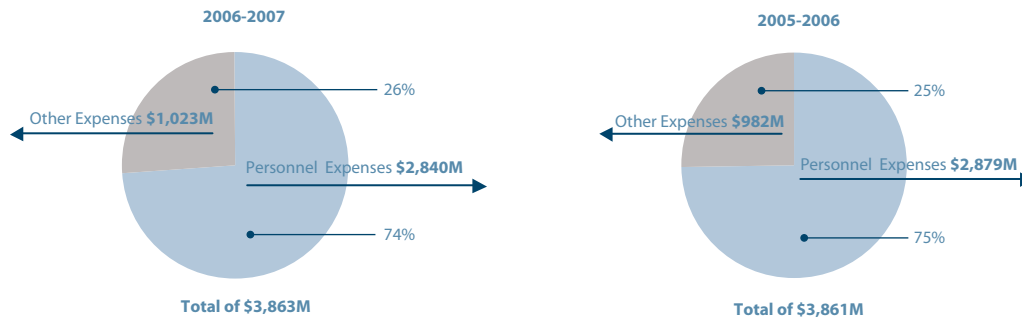 2006-2007
26%
Other Expenses $1,023M
Personnel Expenses $2,840M
74%
Total of $3,863M
2005-2006
25%
Other Expenses $982M
Personnel Expenses $2,879M
75%
Total of $3,861M